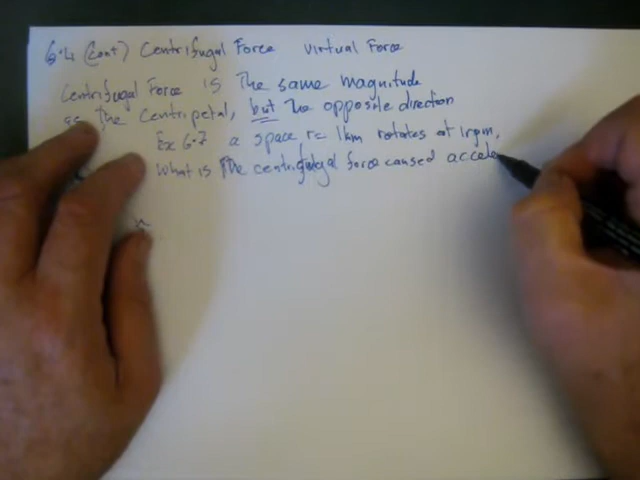 6.4 (cont) Centrifugal Force virtual Force
Centrifugal Force is the same magnitude
as the Centripetal, but the opposite direction
Ex 6.7 a space r= 1km rotates at 1rpm,
What is the centrifugal force caused accele